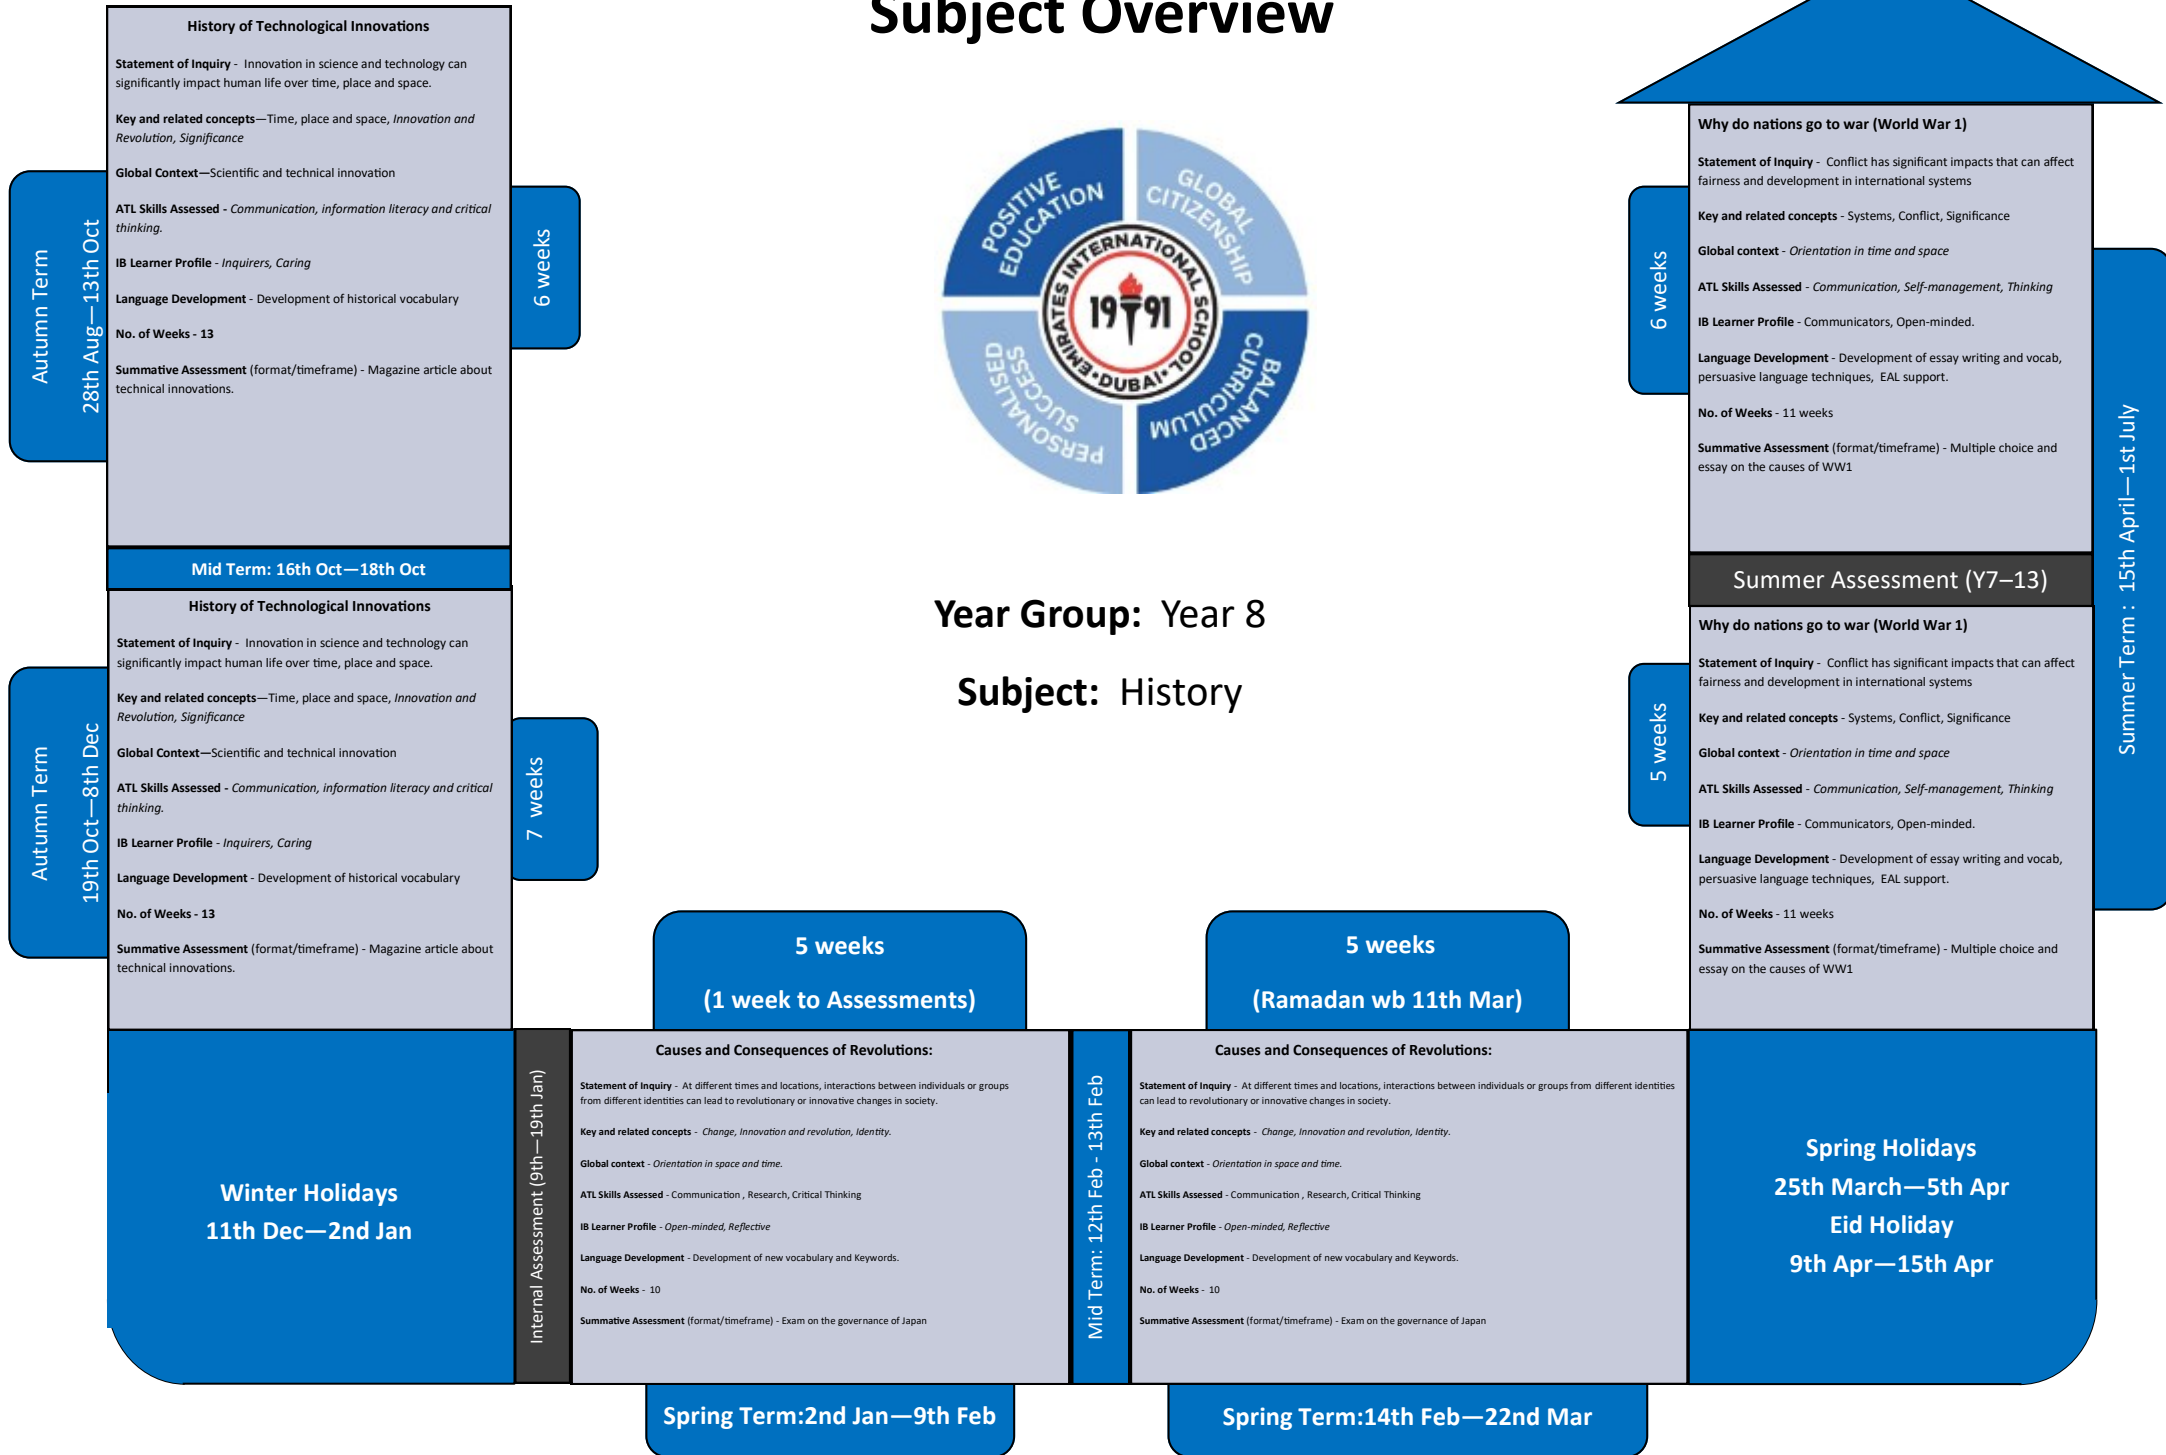 Subject Overview
History of Technological Innovations
Statement of Inquiry -  Innovation in science and technology can
significantly impact human life over time, place and space.
Key and related concepts—Time, place and space, Innovation and
Revolution, Significance
Global Context—Scientific and technical innovation
ATL Skills Assessed - Communication, information literacy and critical
thinking.
IB Learner Profile - Inquirers, Caring
Language Development - Development of historical vocabulary
No. of Weeks - 13
Summative Assessment (format/timeframe) - Magazine article about
technical innovations.
Autumn Term
28th Aug—13th Oct
6 weeks
Mid Term: 16th Oct—18th Oct
History of Technological Innovations
Statement of Inquiry -  Innovation in science and technology can
significantly impact human life over time, place and space.
Key and related concepts—Time, place and space, Innovation and
Revolution, Significance
Global Context—Scientific and technical innovation
ATL Skills Assessed - Communication, information literacy and critical
thinking.
IB Learner Profile - Inquirers, Caring
Language Development - Development of historical vocabulary
No. of Weeks - 13
Summative Assessment (format/timeframe) - Magazine article about
technical innovations.
Autumn Term
19th Oct—8th Dec
7 weeks
Winter Holidays
11th Dec—2nd Jan
Internal Assessment (9th—19th Jan)
5 weeks
(1 week to Assessments)
Causes and Consequences of Revolutions:
Statement of Inquiry -  At different times and locations, interactions between individuals or groups
from different identities can lead to revolutionary or innovative changes in society.
Key and related concepts -  Change, Innovation and revolution, Identity.
Global context - Orientation in space and time.
ATL Skills Assessed - Communication , Research, Critical Thinking
IB Learner Profile - Open-minded, Reflective
Language Development - Development of new vocabulary and Keywords.
No. of Weeks -  10
Summative Assessment (format/timeframe) - Exam on the governance of Japan
Spring Term:2nd Jan—9th Feb
Mid Term: 12th Feb - 13th Feb
5 weeks
(Ramadan wb 11th Mar)
Causes and Consequences of Revolutions:
Statement of Inquiry -  At different times and locations, interactions between individuals or groups from different identities
can lead to revolutionary or innovative changes in society.
Key and related concepts -  Change, Innovation and revolution, Identity.
Global context - Orientation in space and time.
ATL Skills Assessed - Communication , Research, Critical Thinking
IB Learner Profile - Open-minded, Reflective
Language Development - Development of new vocabulary and Keywords.
No. of Weeks -  10
Summative Assessment (format/timeframe) - Exam on the governance of Japan
Spring Term:14th Feb—22nd Mar
Spring Holidays
25th March—5th Apr
Eid Holiday
9th Apr—15th Apr
Why do nations go to war (World War 1)
Statement of Inquiry -  Conflict has significant impacts that can affect
fairness and development in international systems
Key and related concepts - Systems, Conflict, Significance
Global context - Orientation in time and space
ATL Skills Assessed - Communication, Self-management, Thinking
IB Learner Profile - Communicators, Open-minded.
Language Development - Development of essay writing and vocab,
persuasive language techniques,  EAL support.
No. of Weeks - 11 weeks
Summative Assessment (format/timeframe) - Multiple choice and
essay on the causes of WW1
6 weeks
Summer Assessment (Y7–13)
Why do nations go to war (World War 1)
Statement of Inquiry -  Conflict has significant impacts that can affect
fairness and development in international systems
Key and related concepts - Systems, Conflict, Significance
Global context - Orientation in time and space
ATL Skills Assessed - Communication, Self-management, Thinking
IB Learner Profile - Communicators, Open-minded.
Language Development - Development of essay writing and vocab,
persuasive language techniques,  EAL support.
No. of Weeks - 11 weeks
Summative Assessment (format/timeframe) - Multiple choice and
essay on the causes of WW1
5 weeks
Summer Term :  15th April—1st July
POSITIVE
EDUCATION
GLOBAL
CITIZENSHIP
PERSONALISED
SUCCESS
BALANCED
CURRICULUM
EMIRATES INTERNATIONAL SCHOOL
•DUBAI•
19 91
Year Group:  Year 8
Subject:  History